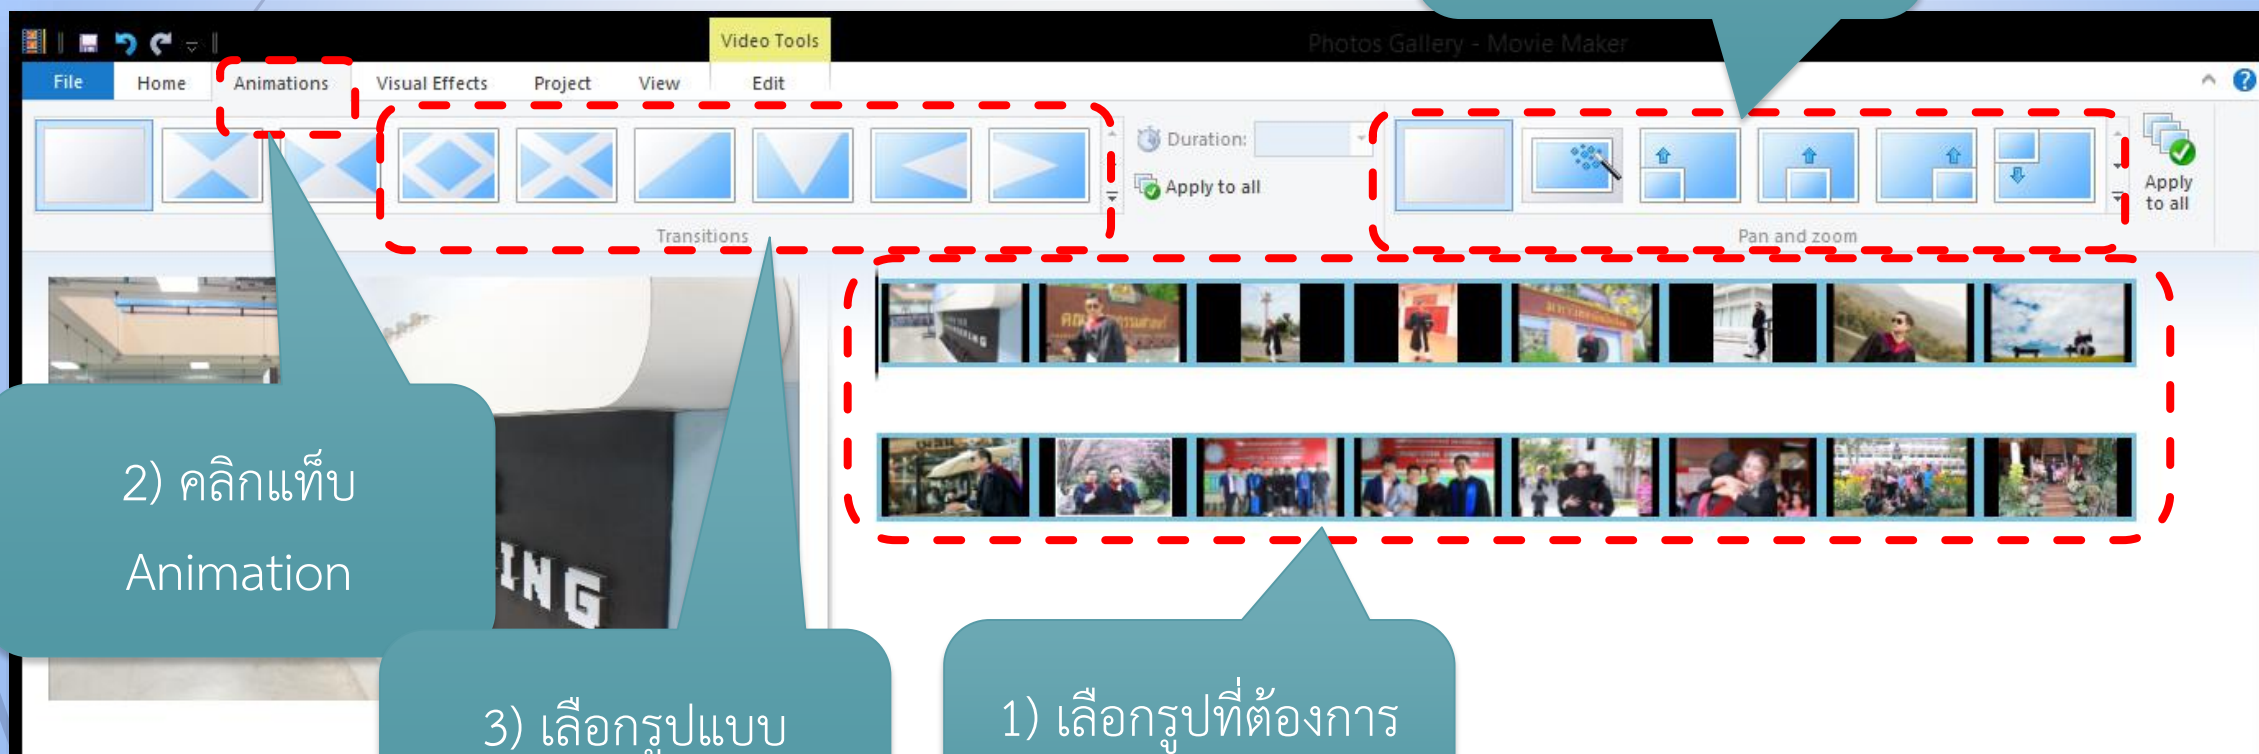 Video Tools
Photos Gallery - Movie Maker
File Home Animations Visual Effects Project View Edit
Duration:
Apply to all
Apply
to all
Transitions
Pan and zoom
2) คลิกแท็บ
Animation
ING
3) เลือกรูปแบบ
1) เลือกรูปที่ต้องการ